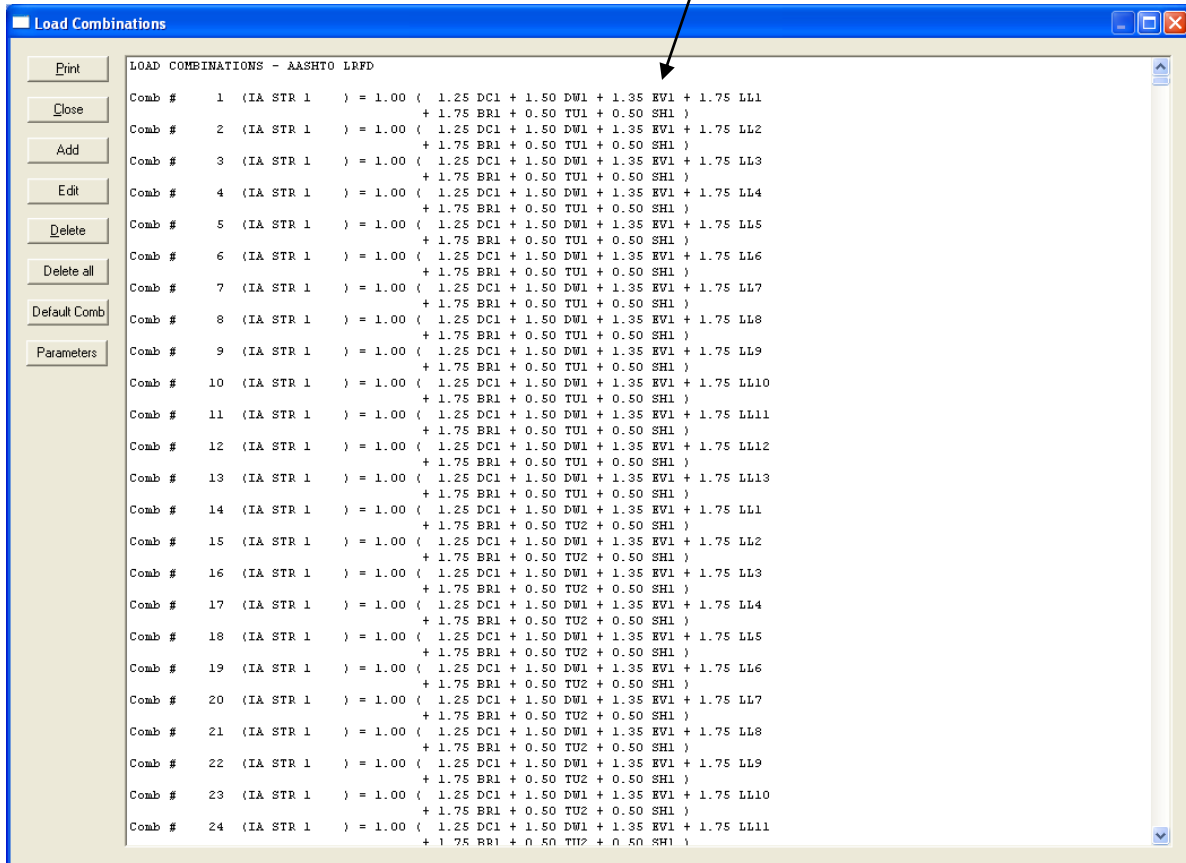 Load Combinations
Print
Close
Add
Edit
Delete
Delete all
Default Comb
Parameters
LOAD COMBINATIONS - AASHTO LRFD
Comb # 1 (IA STR 1 ) = 1.00 ( 1.25 DC1 + 1.50 DW1 + 1.35 EV1 + 1.75 LL1
+ 1.75 BR1 + 0.50 TU1 + 0.50 SH1 )
Comb # 2 (IA STR 1 ) = 1.00 ( 1.25 DC1 + 1.50 DW1 + 1.35 EV1 + 1.75 LL2
+ 1.75 BR1 + 0.50 TU1 + 0.50 SH1 )
Comb # 3 (IA STR 1 ) = 1.00 ( 1.25 DC1 + 1.50 DW1 + 1.35 EV1 + 1.75 LL3
+ 1.75 BR1 + 0.50 TU1 + 0.50 SH1 )
Comb # 4 (IA STR 1 ) = 1.00 ( 1.25 DC1 + 1.50 DW1 + 1.35 EV1 + 1.75 LL4
+ 1.75 BR1 + 0.50 TU1 + 0.50 SH1 )
Comb # 5 (IA STR 1 ) = 1.00 ( 1.25 DC1 + 1.50 DW1 + 1.35 EV1 + 1.75 LL5
+ 1.75 BR1 + 0.50 TU1 + 0.50 SH1 )
Comb # 6 (IA STR 1 ) = 1.00 ( 1.25 DC1 + 1.50 DW1 + 1.35 EV1 + 1.75 LL6
+ 1.75 BR1 + 0.50 TU1 + 0.50 SH1 )
Comb # 7 (IA STR 1 ) = 1.00 ( 1.25 DC1 + 1.50 DW1 + 1.35 EV1 + 1.75 LL7
+ 1.75 BR1 + 0.50 TU1 + 0.50 SH1 )
Comb # 8 (IA STR 1 ) = 1.00 ( 1.25 DC1 + 1.50 DW1 + 1.35 EV1 + 1.75 LL8
+ 1.75 BR1 + 0.50 TU1 + 0.50 SH1 )
Comb # 9 (IA STR 1 ) = 1.00 ( 1.25 DC1 + 1.50 DW1 + 1.35 EV1 + 1.75 LL9
+ 1.75 BR1 + 0.50 TU1 + 0.50 SH1 )
Comb # 10 (IA STR 1 ) = 1.00 ( 1.25 DC1 + 1.50 DW1 + 1.35 EV1 + 1.75 LL10
+ 1.75 BR1 + 0.50 TU1 + 0.50 SH1 )
Comb # 11 (IA STR 1 ) = 1.00 ( 1.25 DC1 + 1.50 DW1 + 1.35 EV1 + 1.75 LL11
+ 1.75 BR1 + 0.50 TU1 + 0.50 SH1 )
Comb # 12 (IA STR 1 ) = 1.00 ( 1.25 DC1 + 1.50 DW1 + 1.35 EV1 + 1.75 LL12
+ 1.75 BR1 + 0.50 TU1 + 0.50 SH1 )
Comb # 13 (IA STR 1 ) = 1.00 ( 1.25 DC1 + 1.50 DW1 + 1.35 EV1 + 1.75 LL13
+ 1.75 BR1 + 0.50 TU1 + 0.50 SH1 )
Comb # 14 (IA STR 1 ) = 1.00 ( 1.25 DC1 + 1.50 DW1 + 1.35 EV1 + 1.75 LL1
+ 1.75 BR1 + 0.50 TU2 + 0.50 SH1 )
Comb # 15 (IA STR 1 ) = 1.00 ( 1.25 DC1 + 1.50 DW1 + 1.35 EV1 + 1.75 LL2
+ 1.75 BR1 + 0.50 TU2 + 0.50 SH1 )
Comb # 16 (IA STR 1 ) = 1.00 ( 1.25 DC1 + 1.50 DW1 + 1.35 EV1 + 1.75 LL3
+ 1.75 BR1 + 0.50 TU2 + 0.50 SH1 )
Comb # 17 (IA STR 1 ) = 1.00 ( 1.25 DC1 + 1.50 DW1 + 1.35 EV1 + 1.75 LL4
+ 1.75 BR1 + 0.50 TU2 + 0.50 SH1 )
Comb # 18 (IA STR 1 ) = 1.00 ( 1.25 DC1 + 1.50 DW1 + 1.35 EV1 + 1.75 LL5
+ 1.75 BR1 + 0.50 TU2 + 0.50 SH1 )
Comb # 19 (IA STR 1 ) = 1.00 ( 1.25 DC1 + 1.50 DW1 + 1.35 EV1 + 1.75 LL6
+ 1.75 BR1 + 0.50 TU2 + 0.50 SH1 )
Comb # 20 (IA STR 1 ) = 1.00 ( 1.25 DC1 + 1.50 DW1 + 1.35 EV1 + 1.75 LL7
+ 1.75 BR1 + 0.50 TU2 + 0.50 SH1 )
Comb # 21 (IA STR 1 ) = 1.00 ( 1.25 DC1 + 1.50 DW1 + 1.35 EV1 + 1.75 LL8
+ 1.75 BR1 + 0.50 TU2 + 0.50 SH1 )
Comb # 22 (IA STR 1 ) = 1.00 ( 1.25 DC1 + 1.50 DW1 + 1.35 EV1 + 1.75 LL9
+ 1.75 BR1 + 0.50 TU2 + 0.50 SH1 )
Comb # 23 (IA STR 1 ) = 1.00 ( 1.25 DC1 + 1.50 DW1 + 1.35 EV1 + 1.75 LL10
+ 1.75 BR1 + 0.50 TU2 + 0.50 SH1 )
Comb # 24 (IA STR 1 ) = 1.00 ( 1.25 DC1 + 1.50 DW1 + 1.35 EV1 + 1.75 LL11
+ 1.75 BR1 + 0.50 TU2 + 0.50 SH1 )